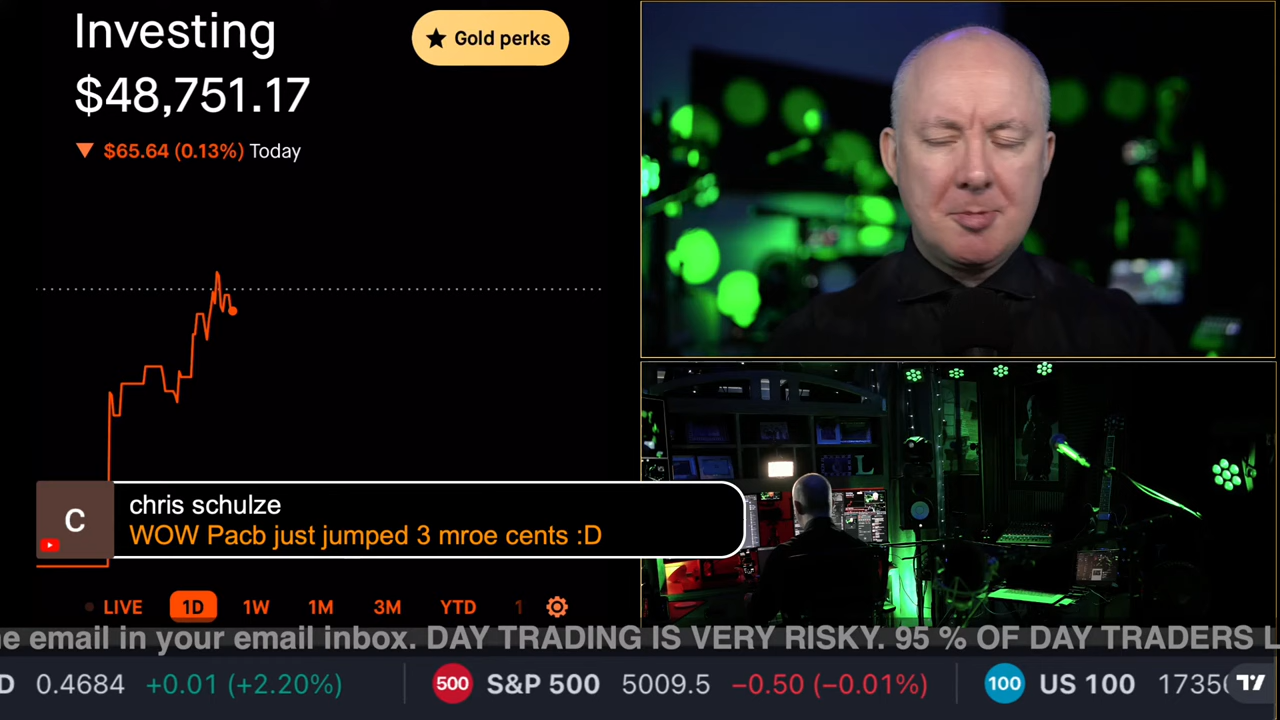 Investing
★ Gold perks
$48,751.17
▼ $65.64 (0.13%) Today
C
chris schulze
WOW Pacb just jumped 3 mroe cents :D
LIVE 1D 1W 1M 3M YTD 1
e email in your email inbox. DAY TRADING IS VERY RISKY. 95 % OF DAY TRADERS L
D 0.4684 +0.01 (+2.20%) 500 S&P 500 5009.5 −0.50 (−0.01%) 100 US 100 1735